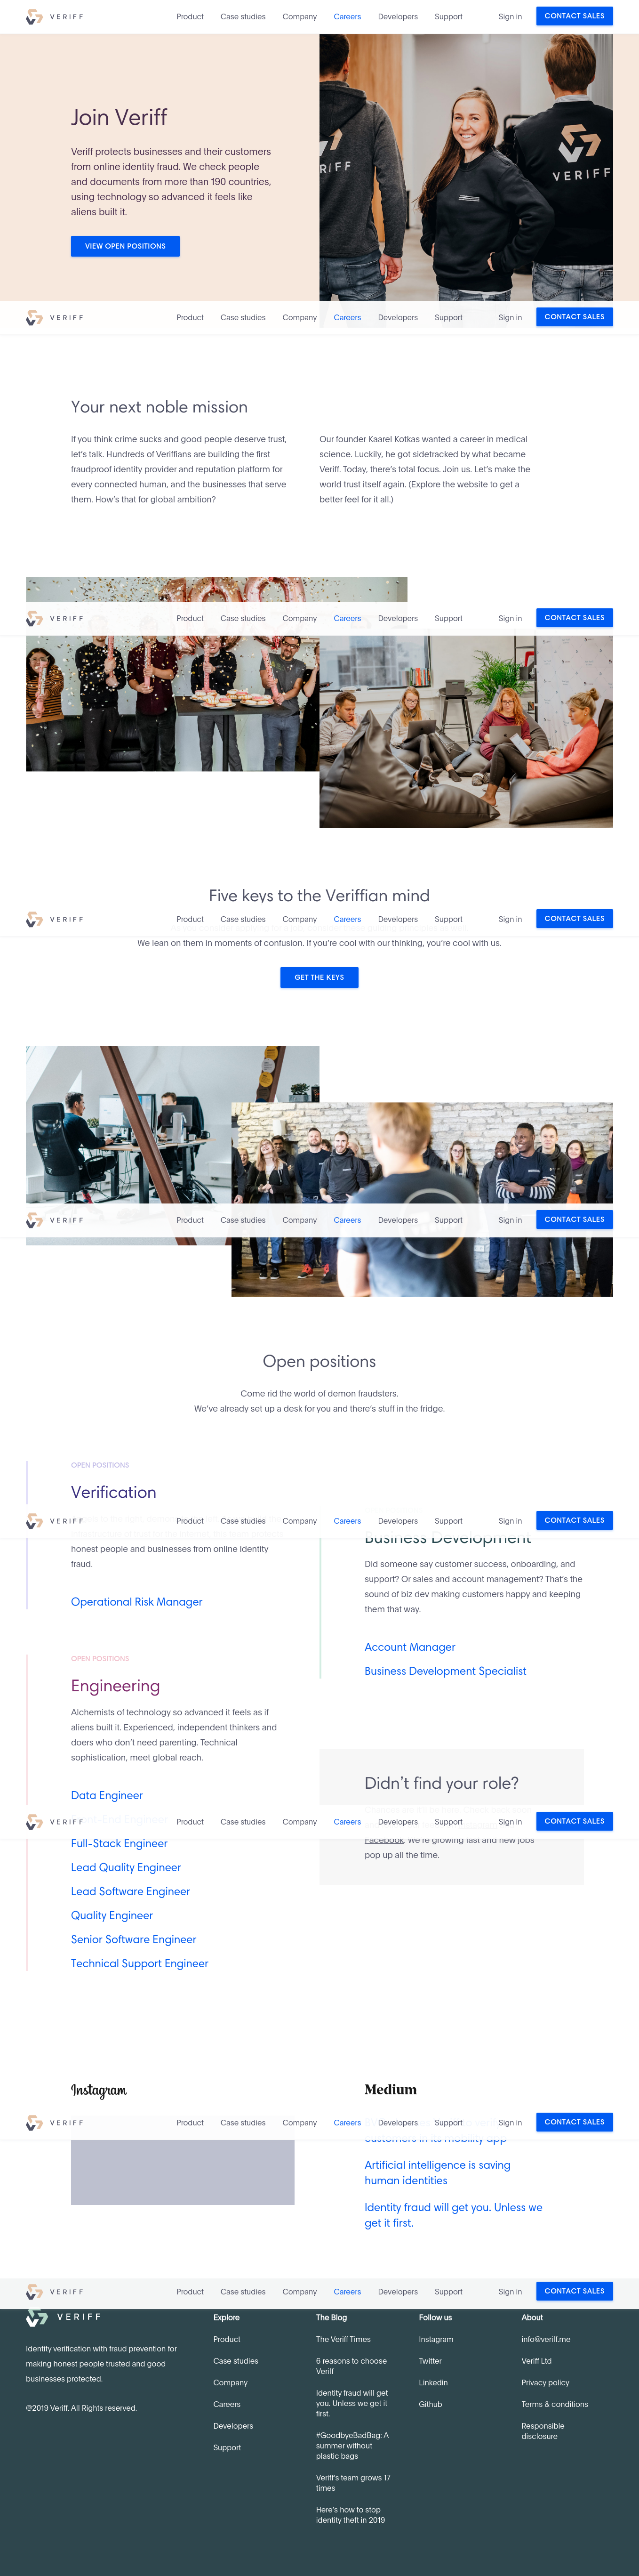 VERIFF
Product Case studies Company Careers Developers Support Sign in CONTACT SALES
Join Veriff
Veriff protects businesses and their customers
from online identity fraud. We check people
and documents from more than 190 countries,
using technology so advanced it feels like
aliens built it.
VIEW OPEN POSITIONS
RIFF
VERIFF
VERIFF
Product Case studies Company Careers Developers Support Sign in CONTACT SALES
Your next noble mission
If you think crime sucks and good people deserve trust,
let's talk. Hundreds of Veriffians are building the first
fraudproof identity provider and reputation platform for
every connected human, and the businesses that serve
them. How's that for global ambition?
Our founder Kaarel Kotkas wanted a career in medical
science. Luckily, he got sidetracked by what became
Veriff. Today, there's total focus. Join us. Let's make the
world trust itself again. (Explore the website to get a
better feel for it all.)
VERIFF
Product Case studies Company Careers Developers Support Sign in CONTACT SALES
Five keys to the Veriffian mind
VERIFF
Product Case studies Company Careers Developers Support Sign in CONTACT SALES
We lean on them in moments of confusion. If you're cool with our thinking, you're cool with us.
GET THE KEYS
VERIFF
Product Case studies Company Careers Developers Support Sign in CONTACT SALES
Open positions
Come rid the world of demon fraudsters.
We've already set up a desk for you and there's stuff in the fridge.
OPEN POSITIONS
Verification
VERIFF
Product Case studies Company Careers Developers Support Sign in CONTACT SALES
honest people and businesses from online identity
fraud.
Operational Risk Manager
Business Development
Did someone say customer success, onboarding, and
support? Or sales and account management? That's the
sound of biz dev making customers happy and keeping
them that way.
Account Manager
Business Development Specialist
OPEN POSITIONS
Engineering
Alchemists of technology so advanced it feels as if
aliens built it. Experienced, independent thinkers and
doers who don't need parenting. Technical
sophistication, meet global reach.
Data Engineer
Didn't find your role?
VERIFF
Product Case studies Company Careers Developers Support Sign in CONTACT SALES
Facebook. We're growing fast and new jobs
pop up all the time.
Full-Stack Engineer
Lead Quality Engineer
Lead Software Engineer
Quality Engineer
Senior Software Engineer
Technical Support Engineer
Instagram
Medium
VERIFF
Product Case studies Company Careers Developers Support Sign in CONTACT SALES
customers in its mobility app
Artificial intelligence is saving
human identities
Identity fraud will get you. Unless we
get it first.
VERIFF
Product Case studies Company Careers Developers Support Sign in CONTACT SALES
VERIFF
Identity verification with fraud prevention for
making honest people trusted and good
businesses protected.
@2019 Veriff. All Rights reserved.
Explore
Product
Case studies
Company
Careers
Developers
Support
The Blog
The Veriff Times
6 reasons to choose
Veriff
Identity fraud will get
you. Unless we get it
first.
#GoodbyeBadBag: A
summer without
plastic bags
Veriff's team grows 17
times
Here's how to stop
identity theft in 2019
Follow us
Instagram
Twitter
Linkedin
Github
About
info@veriff.me
Veriff Ltd
Privacy policy
Terms & conditions
Responsible
disclosure